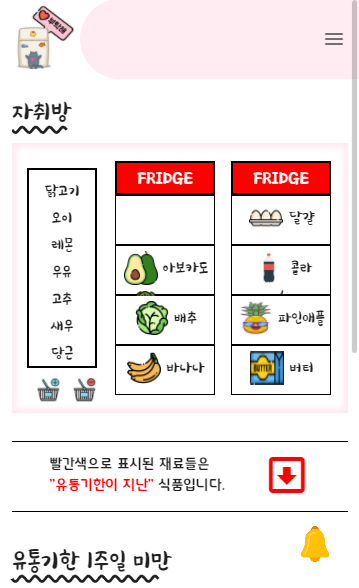 부탁해
자취방
닭고기
오이
레몬
우유
고추
새우
당근
FRIDGE
아보카도
배추
바나나
FRIDGE
달걀
콜라
파인애플
BUTTER
버터
빨간색으로 표시된 재료들은
"유통기한이 지난" 식품입니다.
유통기한 1주일 미만